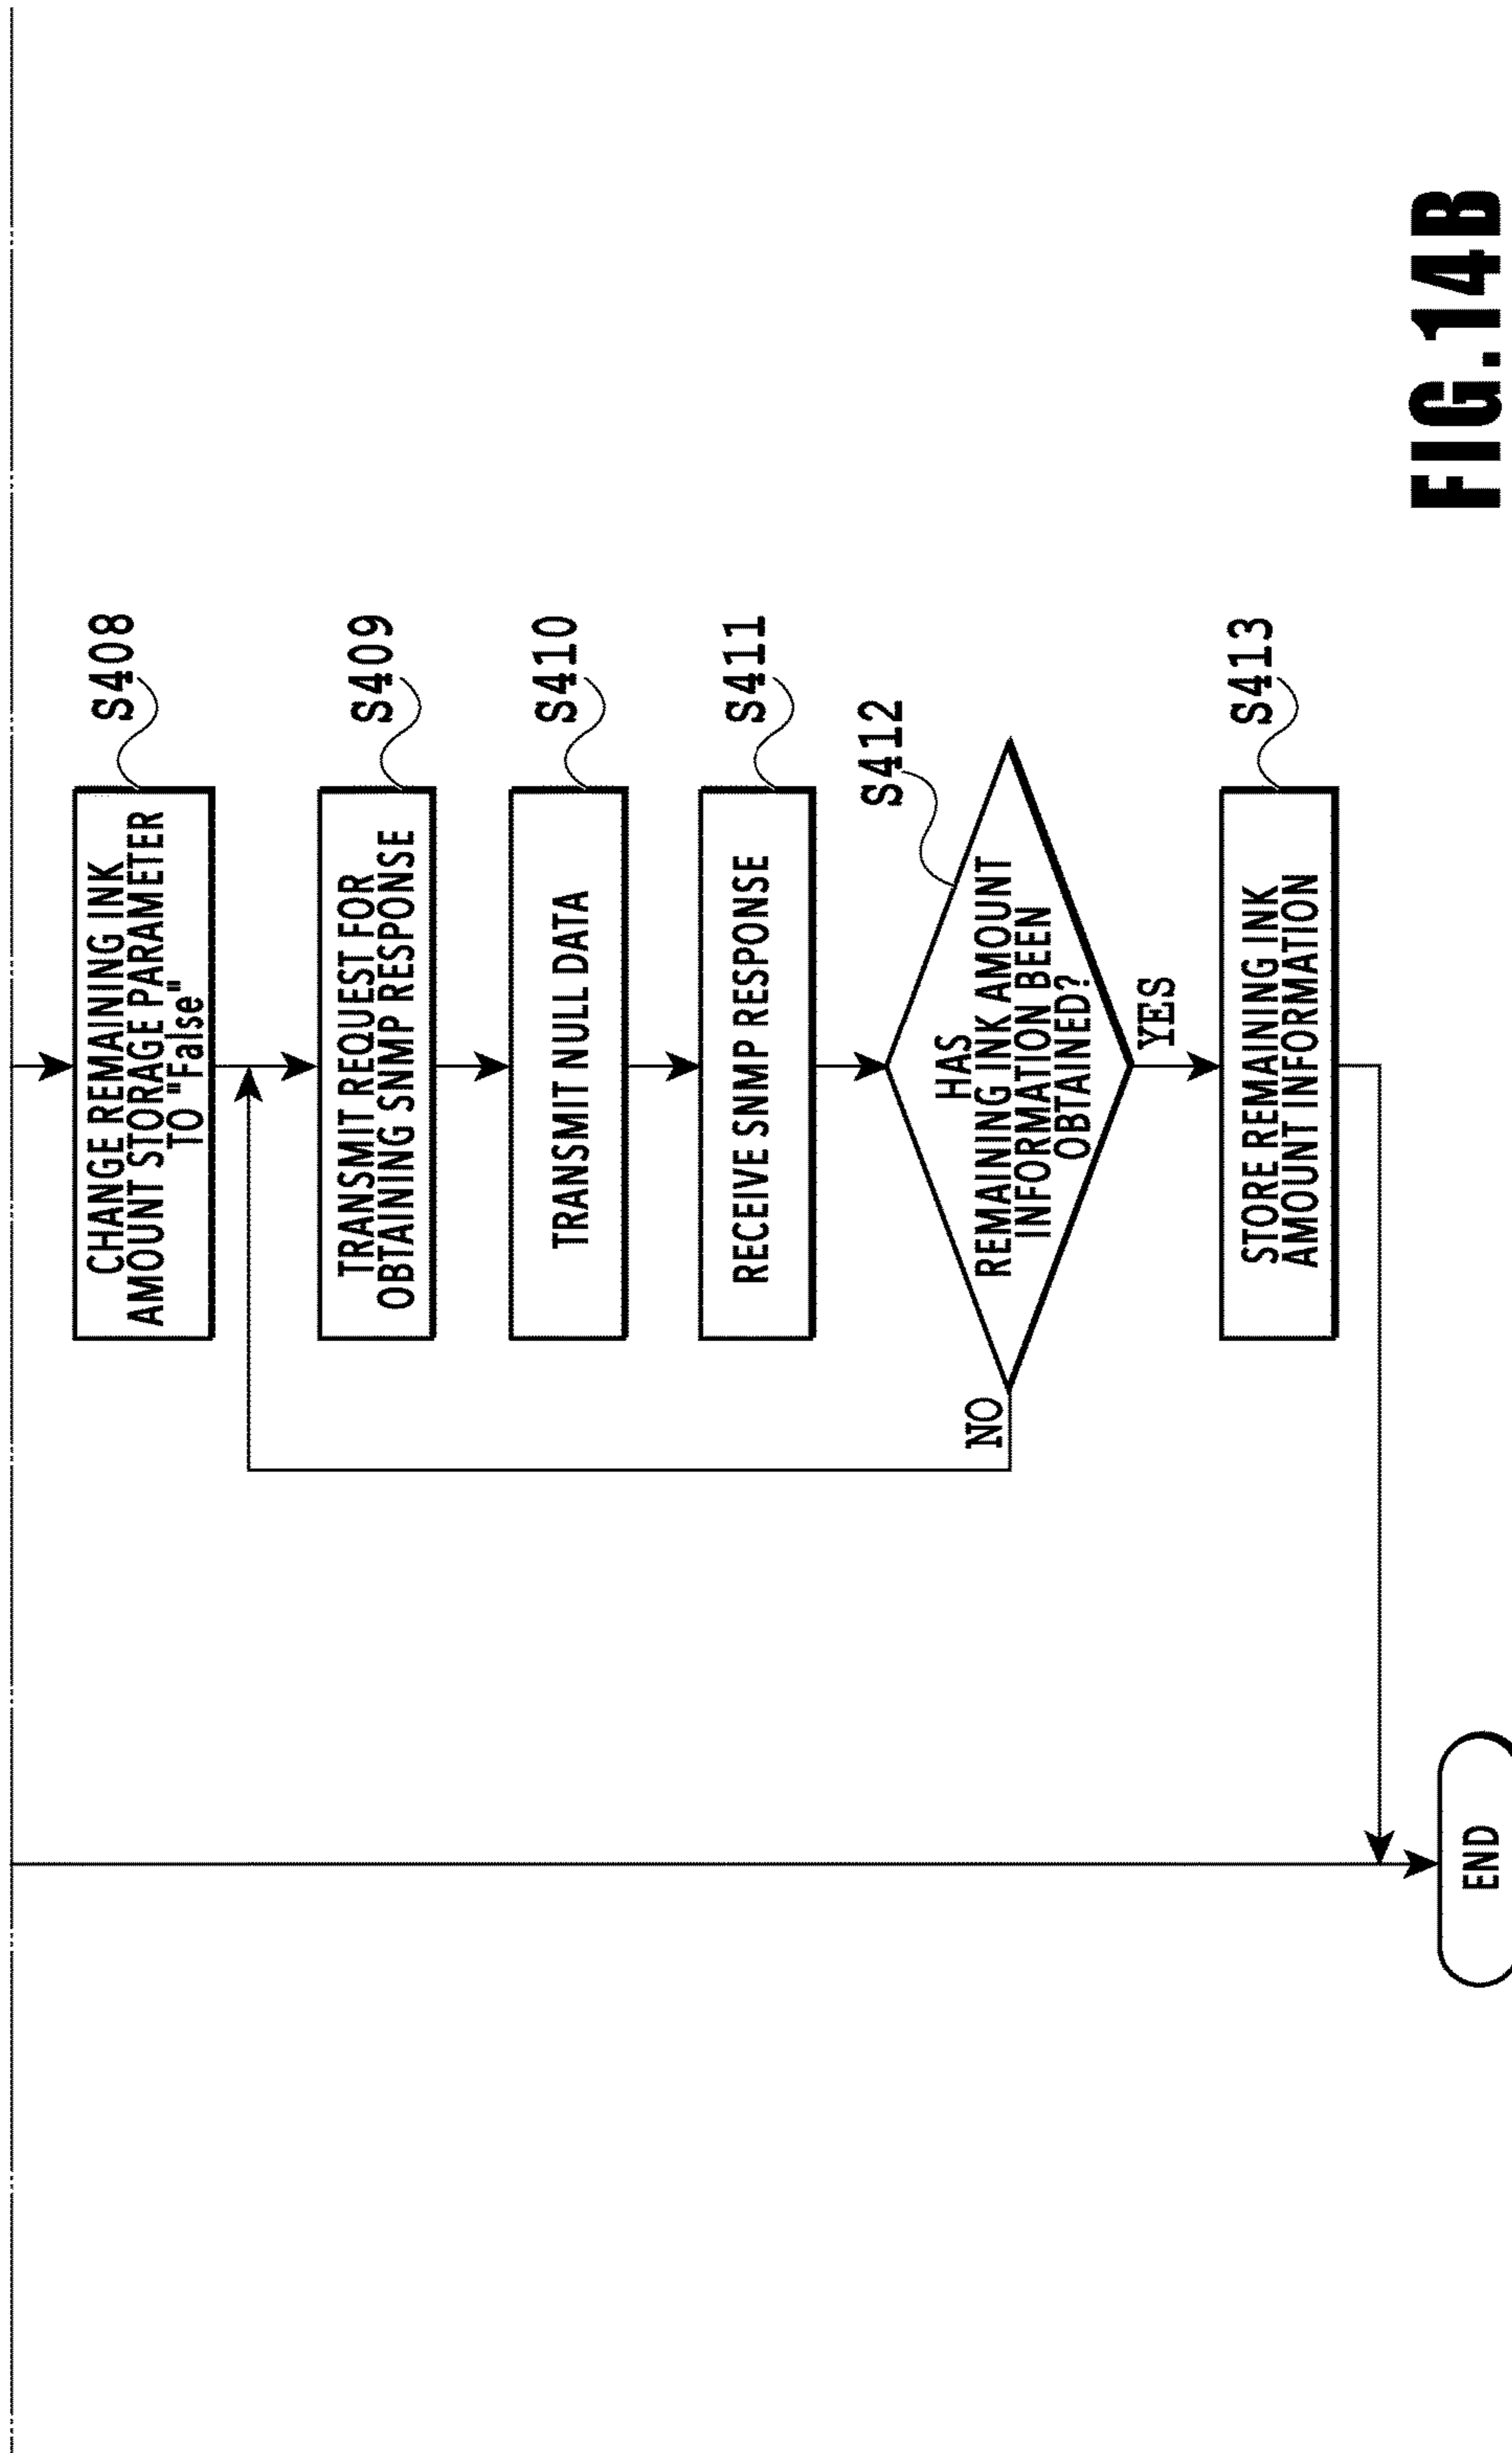 S408
CHANGE REMAINING INK
AMOUNT STORAGE PARAMETER
TO "False"
S409
TRANSMIT REQUEST FOR
OBTAINING SNMP RESPONSE
S410
TRANSMIT NULL DATA
S411
RECEIVE SNMP RESPONSE
S412
HAS
REMAINING INK AMOUNT
INFORMATION BEEN
OBTAINED?
NO
YES
S413
STORE REMAINING INK
AMOUNT INFORMATION
END
FIG.14B